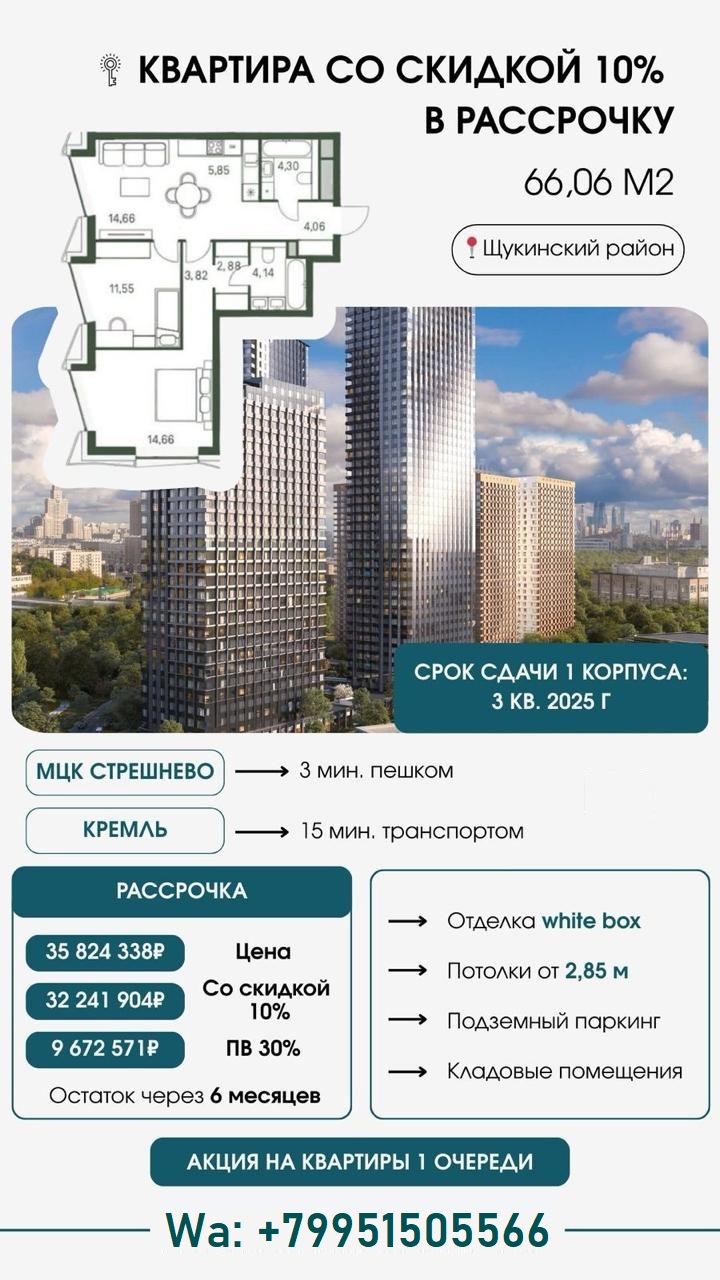 КВАРТИРА СО СКИДКОЙ 10%
В РАССРОЧКУ
66,06 М2
Щукинский район
5,85
4,30
14,66
4,06
3,82
2,88
4,14
11,55
14,66
СРОК СДАЧИ 1 КОРПУСА:
3 КВ. 2025 Г
МЦК СТРЕШНЕВО
3 мин. пешком
КРЕМЛЬ
15 мин. транспортом
РАССРОЧКА
35 824 338₽ Цена
32 241 904₽ Со скидкой
10%
9 672 571₽ ПВ 30%
Остаток через 6 месяцев
Отделка white box
Потолки от 2,85 м
Подземный паркинг
Кладовые помещения
АКЦИЯ НА КВАРТИРЫ 1 ОЧЕРЕДИ
Wa: +79951505566